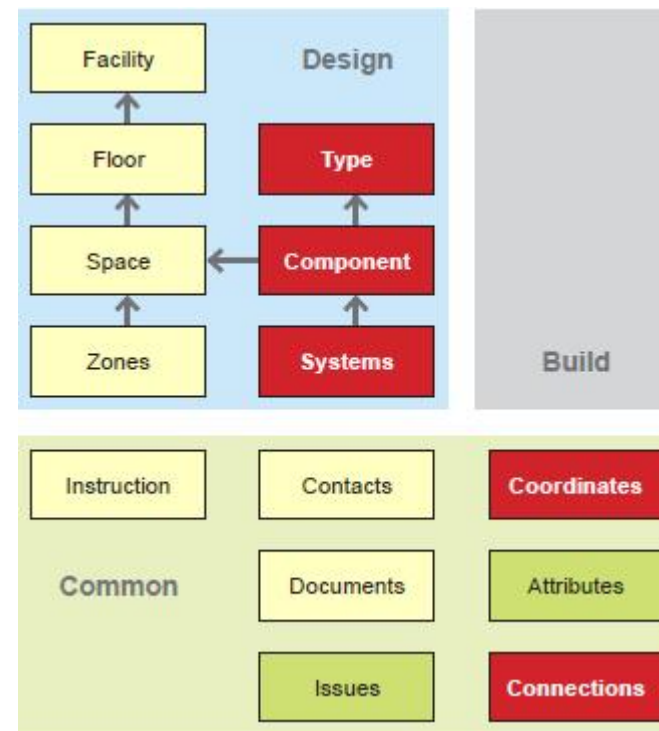 Facility
Design
Floor
Type
Space
Component
Zones
Systems
Build
Instruction
Contacts
Coordinates
Common
Documents
Attributes
Issues
Connections